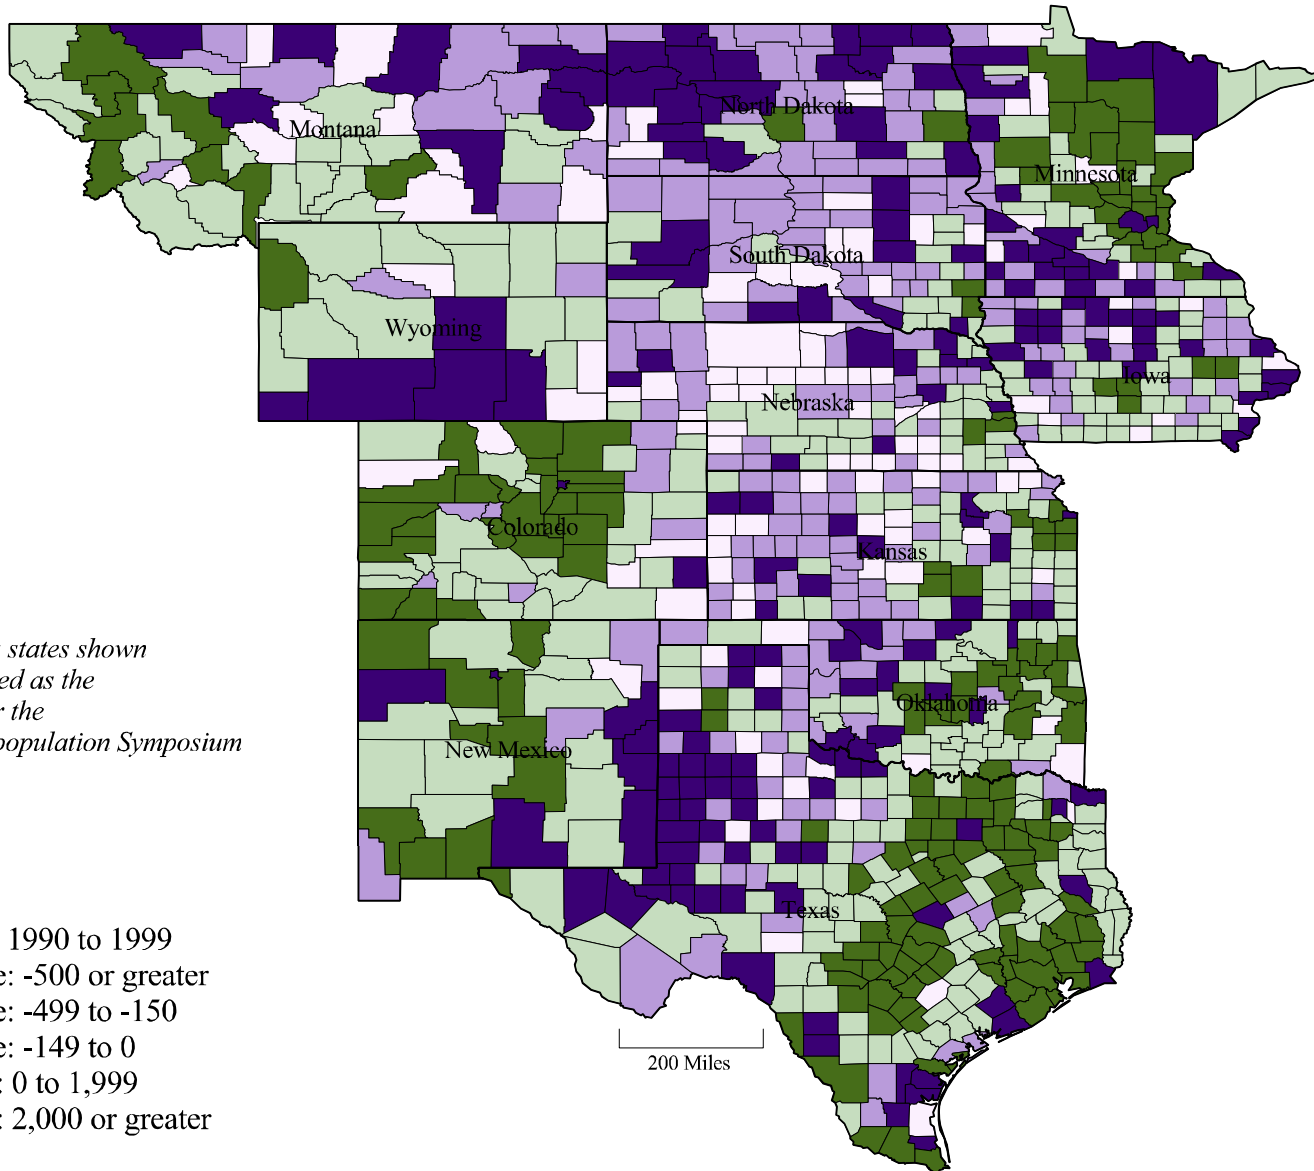 North Dakota
Montana
Minnesota
South Dakota
Wyoming
Iowa
Nebraska
Colorado
Kansas
states shown
ed as the
r the
population Symposium
Oklahoma
New Mexico
Texas
1990 to 1999
e: -500 or greater
e: -499 to -150
e: -149 to 0
: 0 to 1,999
: 2,000 or greater
200 Miles